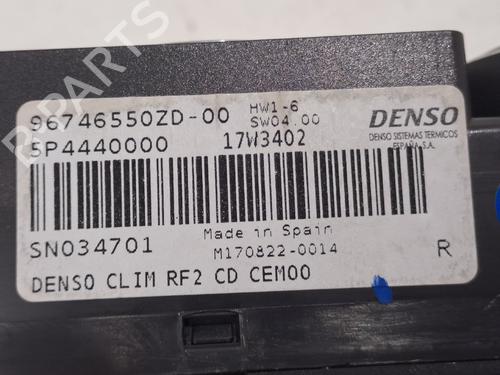 96746550ZD-00
HW1-6
SW04.00
DENSO
DENSO SISTEMAS TERMICOS
ESPAÑA, S.A.
5P4440000
17W3402
SN034701
Made in Spain
M170822-0014
R
DENSO CLIM RF2 CD CEM00
B-PARTS